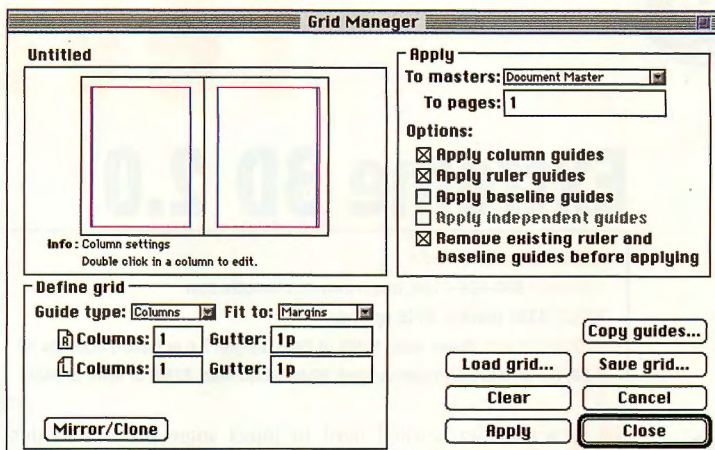 Grid Manager
Untitled
Info : Column settings
Double click in a column to edit.
Define grid
Guide type: Columns Fit to: Margins
R Columns: 1 Gutter: 1p
L Columns: 1 Gutter: 1p
Mirror/Clone
Apply
To masters: Document Master
To pages: 1
Options:
Apply column guides
Apply ruler guides
Apply baseline guides
Apply independent guides
Remove existing ruler and
baseline guides before applying
Copy guides...
Load grid... Save grid...
Clear Cancel
Apply Close